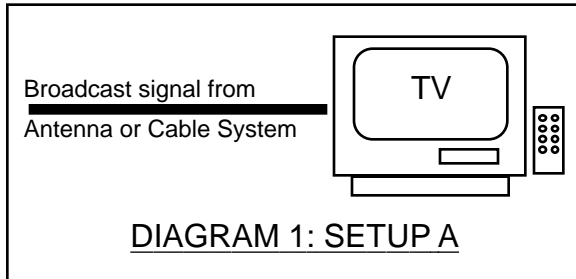 Broadcast signal from
Antenna or Cable System
TV
DIAGRAM 1: SETUP A